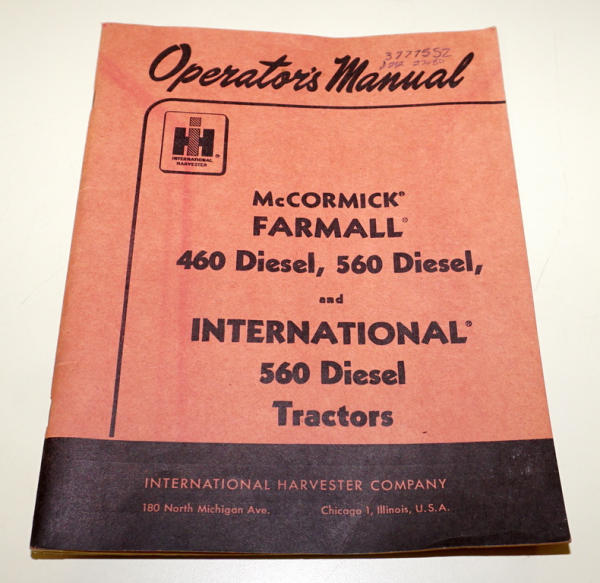 Operator's Manual
3777552
IH
INTERNATIONAL
HARVESTER
®
McCORMICK®
FARMALL®
460 Diesel, 560 Diesel,
and
INTERNATIONAL®
560 Diesel
Tractors
INTERNATIONAL HARVESTER COMPANY
180 North Michigan Ave. Chicago 1, Illinois, U.S.A.